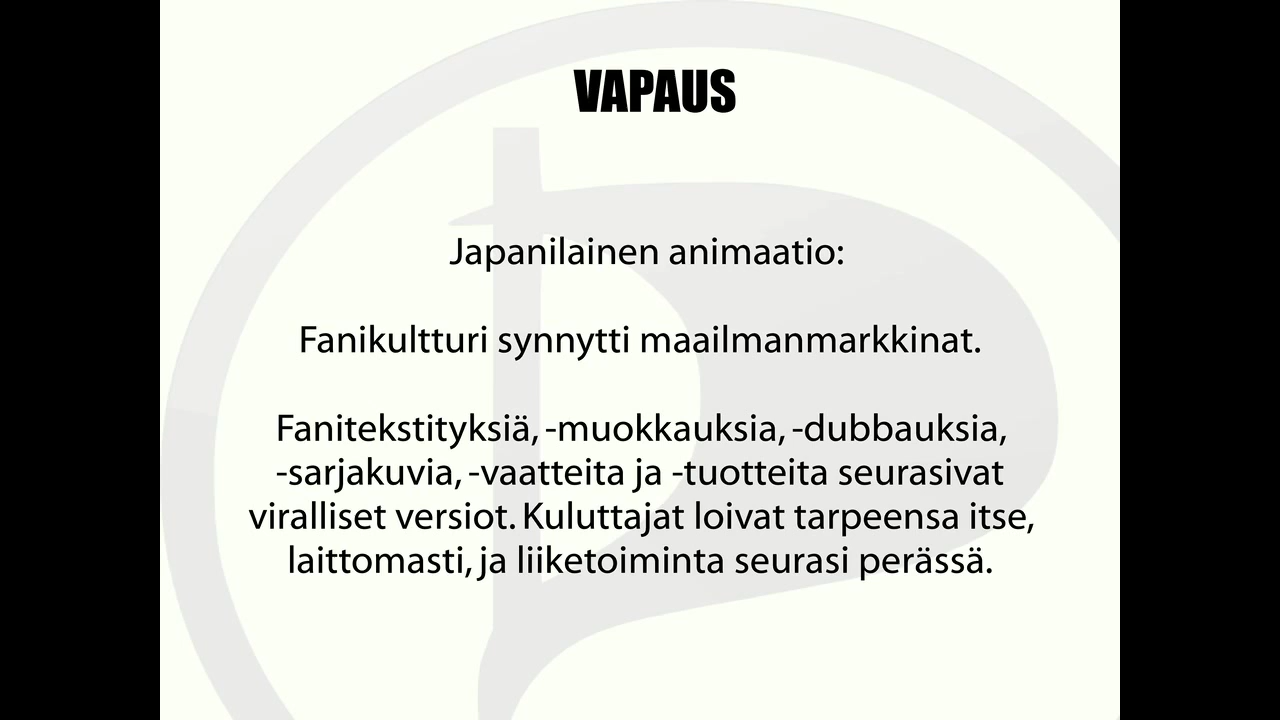 VAPAUS
Japanilainen animaatio:
Fanikultturi synnytti maailmanmarkkinat.
Fanitekstityksiä, -muokkauksia, -dubbauksia,
-sarjakuvia, -vaatteita ja -tuotteita seurasivat
viralliset versiot. Kuluttajat loivat tarpeensa itse,
laittomasti, ja liiketoiminta seurasi perässä.